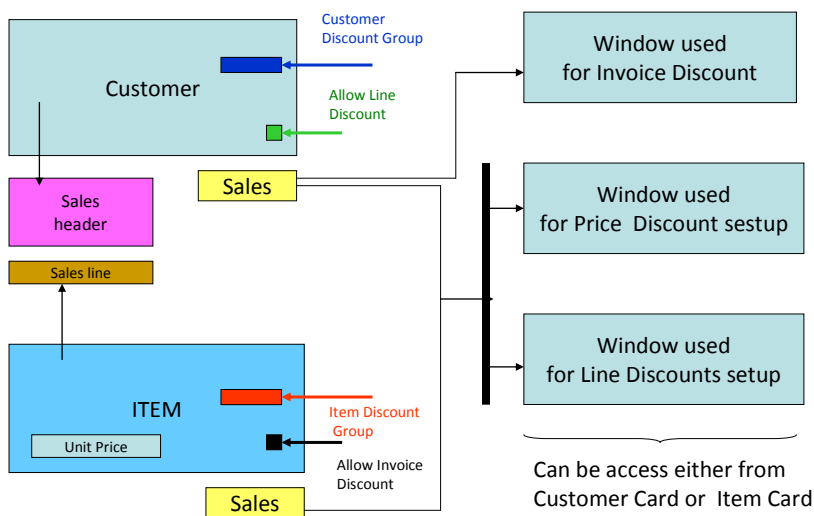 Customer
Discount Group
Customer
Allow Line
Discount
Sales
Window used
for Invoice Discount
Sales
header
Sales line
Window used
for Price Discount sestup
Window used
for Line Discounts setup
ITEM
Unit Price
Item Discount
Group
Allow Invoice
Discount
Sales
Can be access either from
Customer Card or Item Card